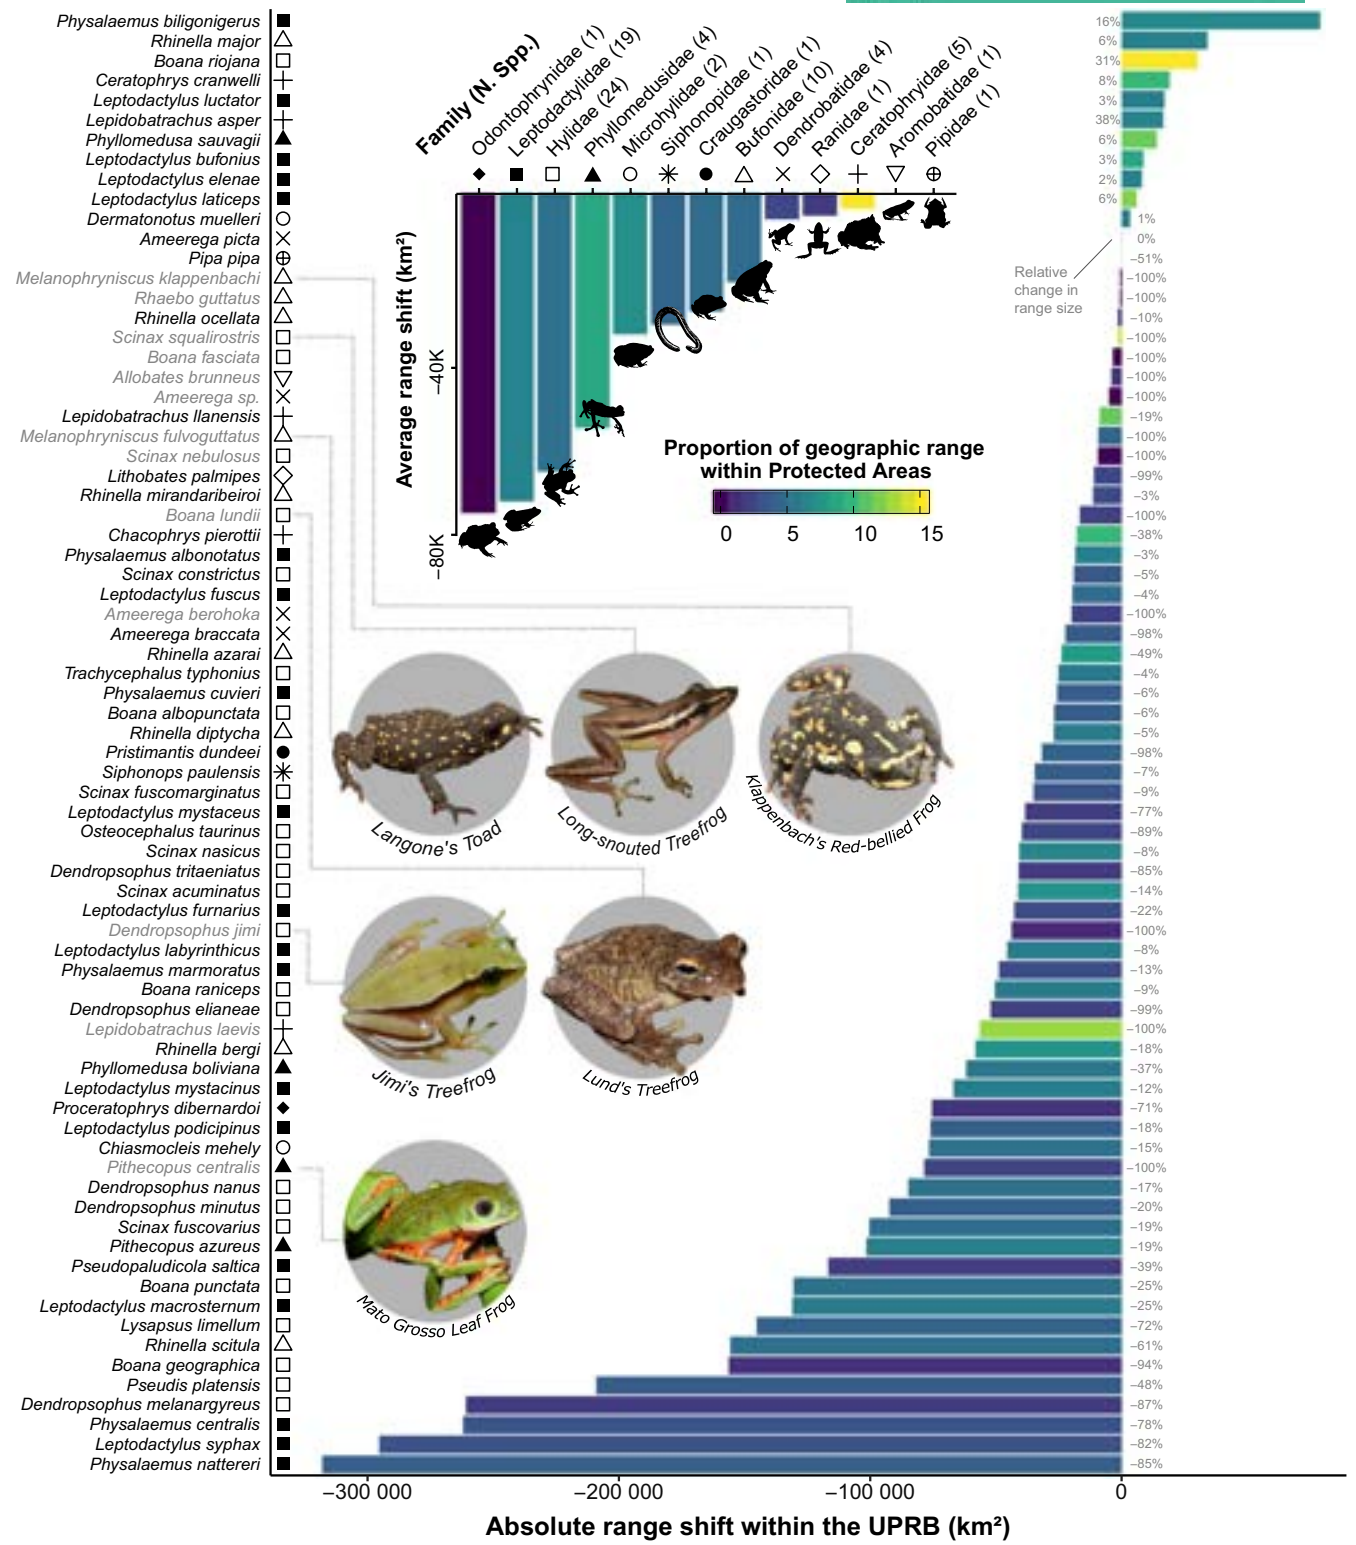 Physalaemus biligonigerus
Rhinella major
Boana riojana
Ceratophrys cranwelli
Leptodactylus luctator
Lepidobatrachus asper
Phyllomedusa sauvagii
Leptodactylus bufonius
Leptodactylus elenae
Leptodactylus laticeps
Dermatonotus muelleri
Ameerega picta
Pipa pipa
Melanophryniscus klappenbachi
Rhaebo guttatus
Rhinella ocellata
Scinax squalirostris
Boana fasciata
Allobates brunneus
Ameerega sp.
Lepidobatrachus llanensis
Melanophryniscus fulvoguttatus
Scinax nebulosus
Lithobates palmipes
Rhinella mirandaribeiroi
Boana lundii
Chacophrys pierottii
Physalaemus albonotatus
Scinax constrictus
Leptodactylus fuscus
Ameerega berohoka
Ameerega braccata
Rhinella azarai
Trachycephalus typhonius
Physalaemus cuvieri
Boana albopunctata
Rhinella diptycha
Pristimantis dundeei
Siphonops paulensis
Scinax fuscomarginatus
Leptodactylus mystaceus
Osteocephalus taurinus
Scinax nasicus
Dendropsophus tritaeniatus
Scinax acuminatus
Leptodactylus furnarius
Dendropsophus jimi
Leptodactylus labyrinthicus
Physalaemus marmoratus
Boana raniceps
Dendropsophus elianeae
Lepidobatrachus laevis
Rhinella bergi
Phyllomedusa boliviana
Leptodactylus mystacinus
Proceratophrys dibernardoi
Leptodactylus podicipinus
Chiasmocleis mehely
Pithecopus centralis
Dendropsophus nanus
Dendropsophus minutus
Scinax fuscovarius
Pithecopus azureus
Pseudopaludicola saltica
Boana punctata
Leptodactylus macrosternum
Lysapsus limellum
Rhinella scitula
Boana geographica
Pseudis platensis
Dendropsophus melanargyreus
Physalaemus centralis
Leptodactylus syphax
Physalaemus nattereri
Family (N. Spp.)
Odontophrynidae (1)
Leptodactylidae (19)
Hylidae (24)
Phyllomedusidae (4)
Microhylidae (2)
Siphonopidae (1)
Craugastoridae (1)
Bufonidae (10)
Dendrobatidae (4)
Ranidae (1)
Ceratophryidae (5)
Aromobatidae (1)
Pipidae (1)
Average range shift (km²)
−40K
−80K
Proportion of geographic range
within Protected Areas
0 5 10 15
Langone's Toad
Long-snouted Treefrog
Klappenbach's Red-bellied Frog
Jimi's Treefrog
Lund's Treefrog
Mato Grosso Leaf Frog
Relative
change in
range size
16%
6%
31%
8%
3%
38%
6%
3%
2%
6%
1%
0%
−51%
−100%
−100%
−10%
−100%
−100%
−100%
−100%
−19%
−100%
−100%
−99%
−3%
−100%
−38%
−3%
−5%
−4%
−100%
−98%
−49%
−4%
−6%
−6%
−5%
−98%
−7%
−9%
−77%
−89%
−8%
−85%
−14%
−22%
−100%
−8%
−13%
−9%
−99%
−100%
−18%
−37%
−12%
−71%
−18%
−15%
−100%
−17%
−20%
−19%
−19%
−39%
−25%
−25%
−72%
−61%
−94%
−48%
−87%
−78%
−82%
−85%
−300 000 −200 000 −100 000 0
Absolute range shift within the UPRB (km²)